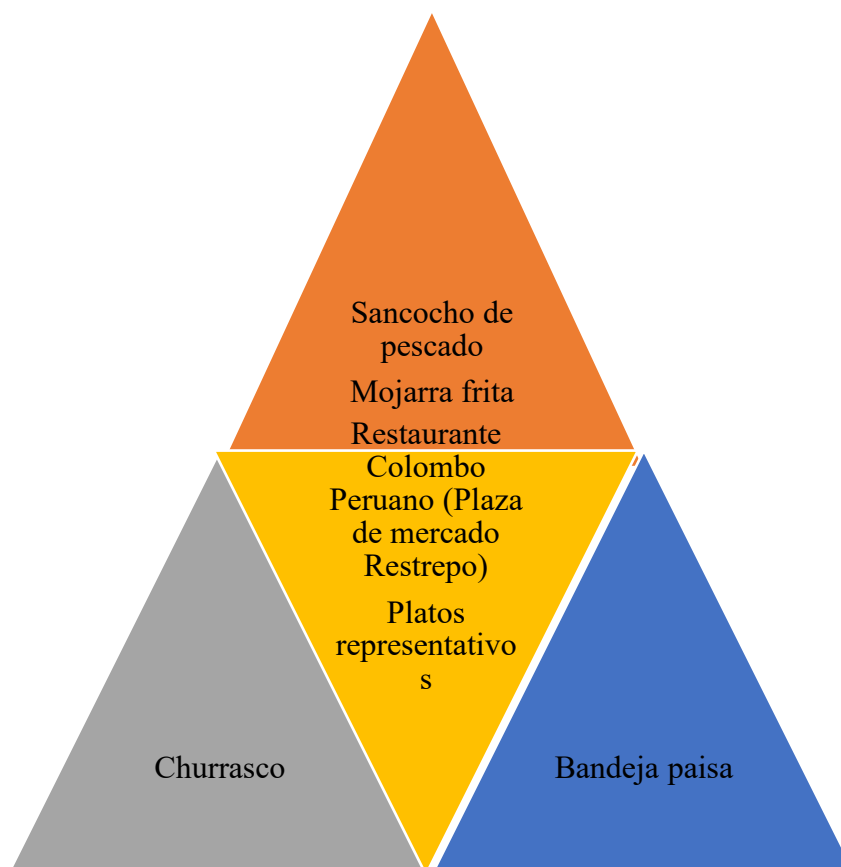 Sancocho de
pescado
Mojarra frita
Restaurante
Colombo
Peruano (Plaza
de mercado
Restrepo)
Platos
representativo
s
Churrasco
Bandeja paisa